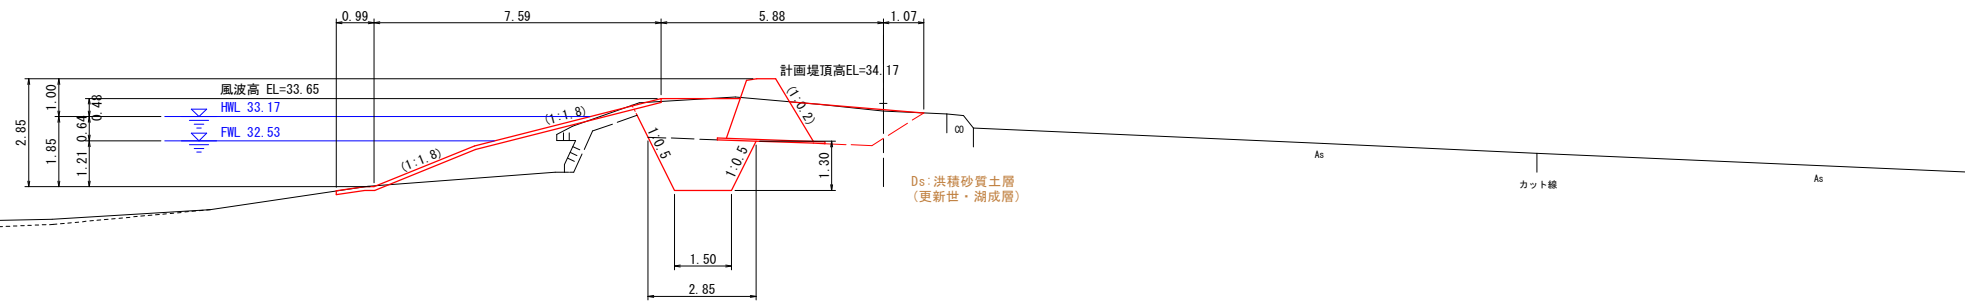 0.99
7.59
5.88
1.07
計画堤頂高EL=34.17
風波高 EL=33.65
HWL 33.17
FWL 32.53
2.85
1.00
1.85
0.48
0.64
1.21
(1:1.8)
(1:1.8)
(1:0.2)
1:0.5
1:0.5
1.30
CO
As
As
カット線
Ds:洪積砂質土層
(更新世・湖成層)
1.50
2.85